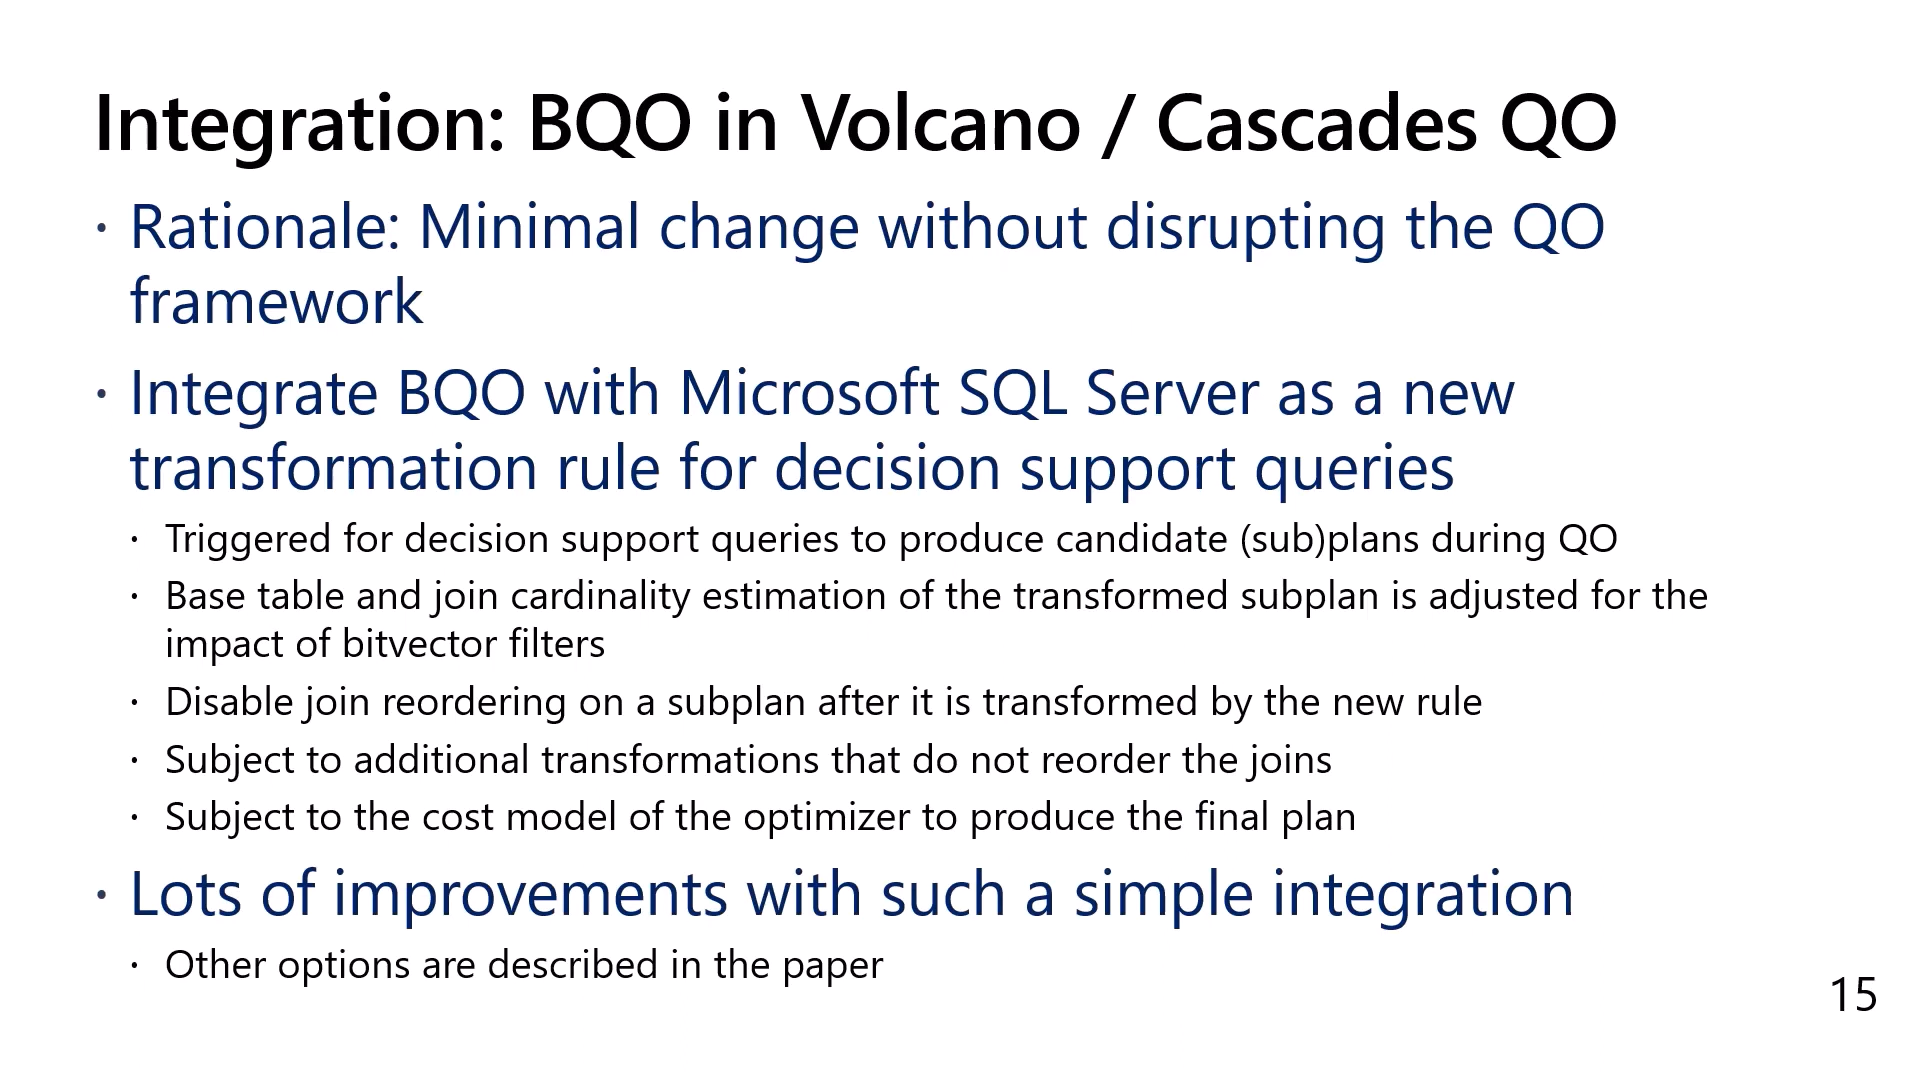 Integration: BQO in Volcano / Cascades QO
· Rationale: Minimal change without disrupting the QO
framework
· Integrate BQO with Microsoft SQL Server as a new
transformation rule for decision support queries
· Triggered for decision support queries to produce candidate (sub)plans during QO
· Base table and join cardinality estimation of the transformed subplan is adjusted for the
impact of bitvector filters
· Disable join reordering on a subplan after it is transformed by the new rule
· Subject to additional transformations that do not reorder the joins
· Subject to the cost model of the optimizer to produce the final plan
· Lots of improvements with such a simple integration
· Other options are described in the paper
15